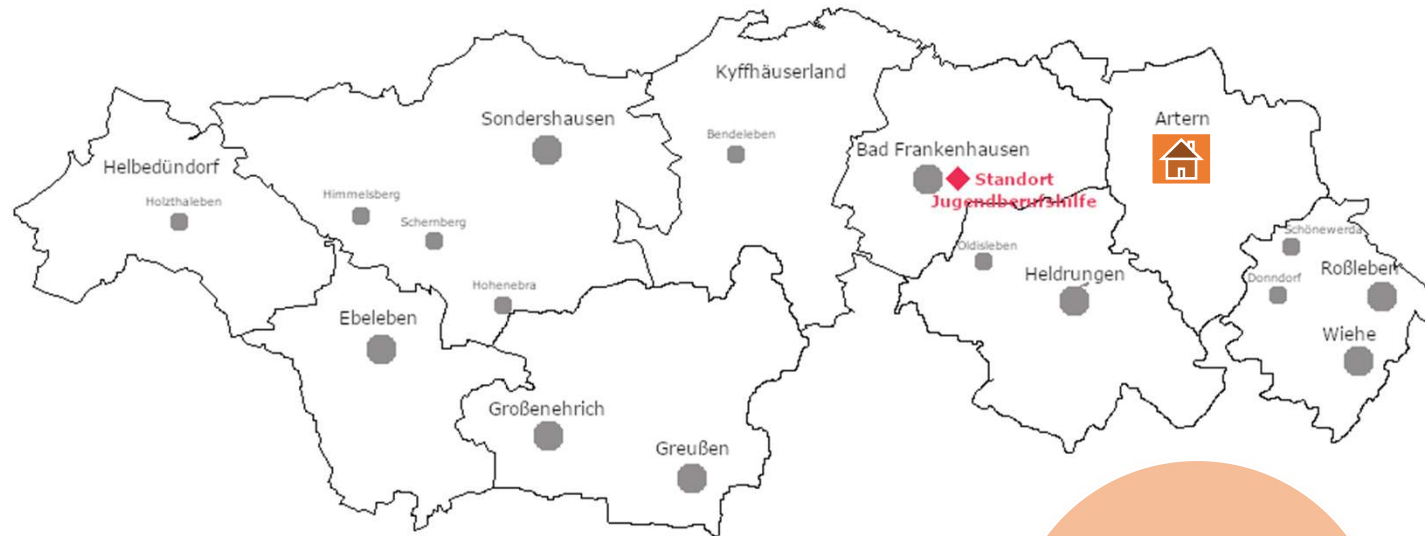 Kyffhäuserland
Sondershausen
Artern
Bendeleben
Bad Frankenhausen
Helbedündorf
Standort
Jugendberufshilfe
Himmelsberg
Holzthaleben
Schernberg
Schönewerda
Oldisleben
Roßleben
Heldrungen
Donndorf
Hohenebra
Ebeleben
Wiehe
Großenehrich
Greußen